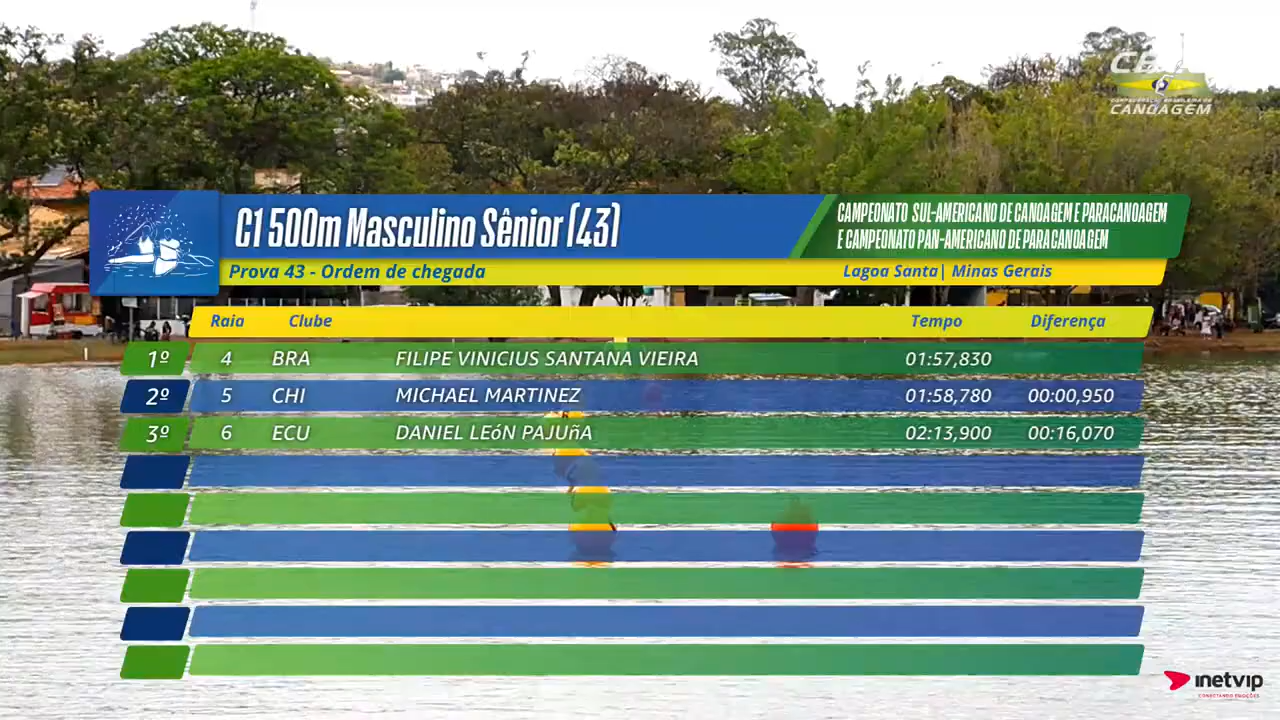 CANOAGEM
C1 500m Masculino Sênior (43)
CAMPEONATO SUL-AMERICANO DE CANOAGEM E PARACANOAGEM
E CAMPEONATO PAN-AMERICANO DE PARACANOAGEM
Prova 43 - Ordem de chegada
Lagoa Santa| Minas Gerais
Raia Clube Tempo Diferença
1º 4 BRA FILIPE VINICIUS SANTANA VIEIRA 01:57,830
2º 5 CHI MICHAEL MARTINEZ 01:58,780 00:00,950
3º 6 ECU DANIEL LEóN PAJUñA 02:13,900 00:16,070
inetvip
CONECTANDO EMOÇÕES